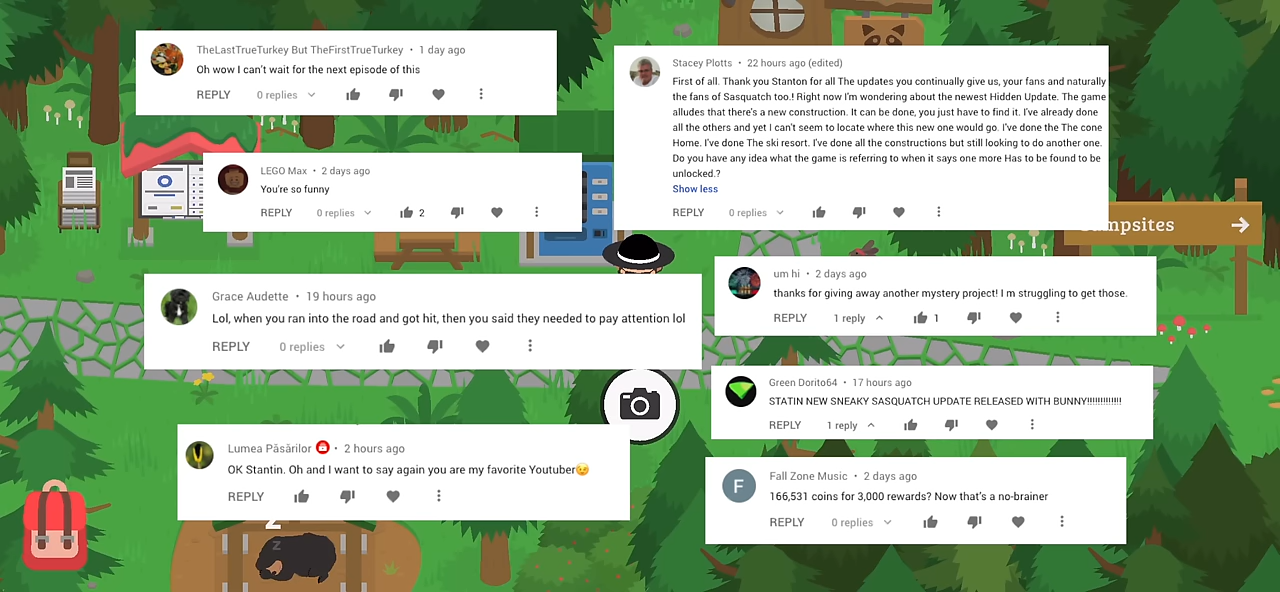 TheLastTrueTurkey But TheFirstTrueTurkey • 1 day ago
Oh wow I can't wait for the next episode of this
REPLY 0 replies
LEGO Max • 2 days ago
You're so funny
REPLY 0 replies 2
Grace Audette • 19 hours ago
Lol, when you ran into the road and got hit, then you said they needed to pay attention lol
REPLY 0 replies
Lumea Păsărilor • 2 hours ago
OK Stantin. Oh and I want to say again you are my favorite Youtuber😉
REPLY
z
z
Stacey Plotts • 22 hours ago (edited)
First of all. Thank you Stanton for all The updates you continually give us, your fans and naturally
the fans of Sasquatch too.! Right now I'm wondering about the newest Hidden Update. The game
alludes that there's a new construction. It can be done, you just have to find it. I've already done
all the others and yet I can't seem to locate where this new one would go. I've done the The cone
Home. I've done The ski resort. I've done all the constructions but still looking to do another one.
Do you have any idea what the game is referring to when it says one more Has to be found to be
unlocked.?
Show less
REPLY 0 replies
Campsites
um hi • 2 days ago
thanks for giving away another mystery project! I m struggling to get those.
REPLY 1 reply 1
Green Dorito64 • 17 hours ago
STATIN NEW SNEAKY SASQUATCH UPDATE RELEASED WITH BUNNY!!!!!!!!!!!!!!
REPLY 1 reply
F
Fall Zone Music • 2 days ago
166,531 coins for 3,000 rewards? Now that's a no-brainer
REPLY 0 replies